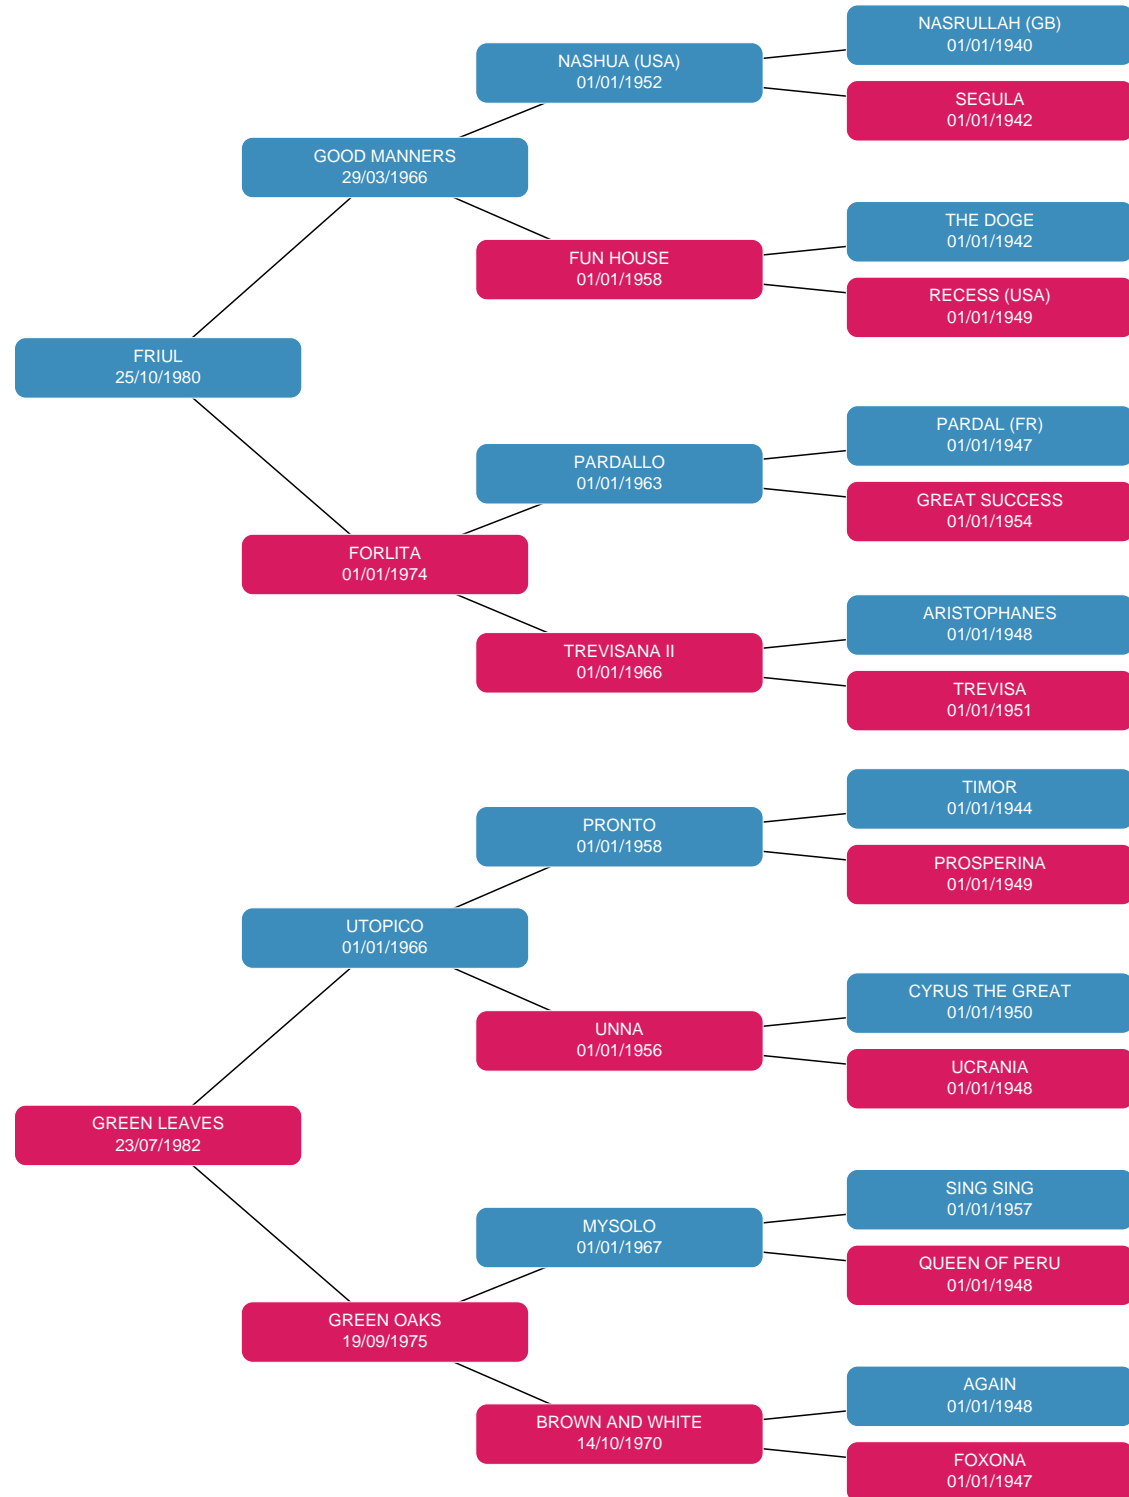 NASRULLAH (GB)
01/01/1940
NASHUA (USA)
01/01/1952
SEGULA
01/01/1942
GOOD MANNERS
29/03/1966
THE DOGE
01/01/1942
FUN HOUSE
01/01/1958
RECESS (USA)
01/01/1949
FRIUL
25/10/1980
PARDAL (FR)
01/01/1947
PARDALLO
01/01/1963
GREAT SUCCESS
01/01/1954
FORLITA
01/01/1974
ARISTOPHANES
01/01/1948
TREVISANA II
01/01/1966
TREVISA
01/01/1951
TIMOR
01/01/1944
PRONTO
01/01/1958
PROSPERINA
01/01/1949
UTOPICO
01/01/1966
CYRUS THE GREAT
01/01/1950
UNNA
01/01/1956
UCRANIA
01/01/1948
GREEN LEAVES
23/07/1982
SING SING
01/01/1957
MYSOLO
01/01/1967
QUEEN OF PERU
01/01/1948
GREEN OAKS
19/09/1975
AGAIN
01/01/1948
BROWN AND WHITE
14/10/1970
FOXONA
01/01/1947